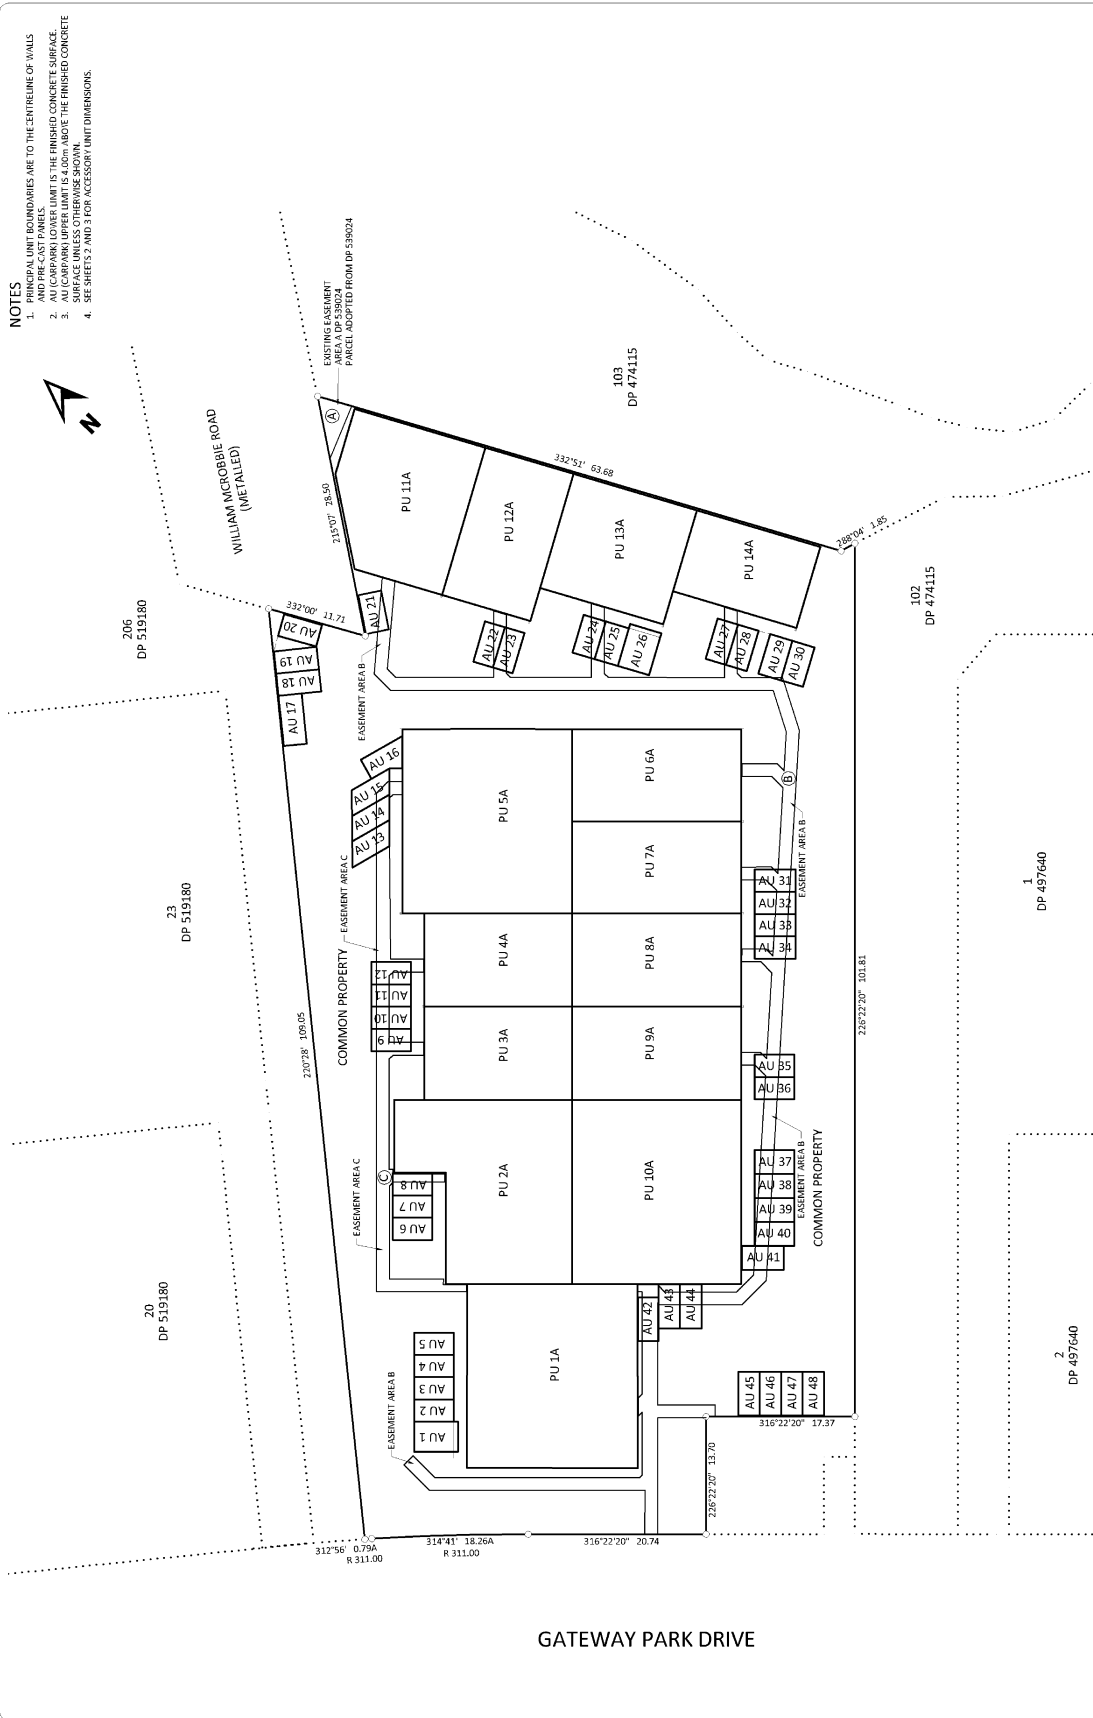 NOTES
1. PRINCIPAL UNIT BOUNDARIES ARE TO THE CENTRELINE OF WALLS
AND PRE-CAST PANELS.
2. AU (CARPARK) LOWER LIMIT IS THE FINISHED CONCRETE SURFACE.
3. AU (CARPARK) UPPER LIMIT IS 4.00m ABOVE THE FINISHED CONCRETE
SURFACE UNLESS OTHERWISE SHOWN.
4. SEE SHEETS 2 AND 3 FOR ACCESSORY UNIT DIMENSIONS.
N
EXISTING EASEMENT
AREA A DP 539024
PARCEL ADOPTED FROM DP 539024
WILLIAM MCROBBIE ROAD
(METALLED)
103
DP 474115
A
215°07' 28.50
332°51' 63.68
288°04' 1.85
332°00' 11.71
206
DP 519180
102
DP 474115
PU 11A
PU 12A
PU 13A
PU 14A
AU 21
AU 20
AU 19
AU 18
AU 17
AU 22
AU 23
AU 24
AU 25
AU 26
AU 27
AU 28
AU 29
AU 30
EASEMENT AREA B
AU 16
AU 15
AU 14
AU 13
PU 5A
PU 6A
B
EASEMENT AREA B
PU 7A
EASEMENT AREA C
AU 31
AU 32
AU 33
AU 34
23
DP 519180
1
DP 497640
PU 4A
PU 8A
COMMON PROPERTY
AU 12
AU 11
AU 10
AU 9
220°28' 109.05
226°22'20" 101.81
PU 3A
PU 9A
AU 35
AU 36
EASEMENT AREA C
C
AU 8
AU 7
AU 6
PU 2A
PU 10A
AU 37
AU 38
AU 39
AU 40
AU 41
EASEMENT AREA B
COMMON PROPERTY
20
DP 519180
2
DP 497640
AU 42
AU 43
AU 44
PU 1A
AU 5
AU 4
AU 3
AU 2
AU 1
EASEMENT AREA B
AU 45
AU 46
AU 47
AU 48
316°22'20" 17.37
226°22'20" 13.70
312°56' 0.79A
R 311.00
314°41' 18.26A
R 311.00
316°22'20" 20.74
GATEWAY PARK DRIVE